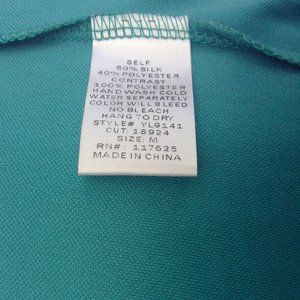 SELF
60% SILK
40% POLYESTER
CONTRAST
100% POLYESTER
HAND WASH COLD
WATER SEPARATELY
COLOR WILL BLEED
NO BLEACH
HANG TO DRY
STYLE# YL9141
CUT: 18924
SIZE: M
RN#: 117625
MADE IN CHINA